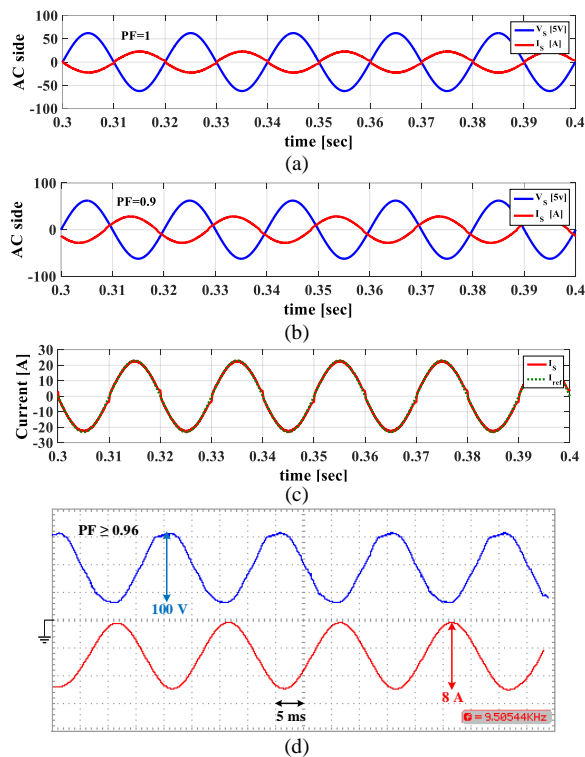 100
50
0
-50
-100
AC side
PF=1
V_S [5V]
I_S [A]
0.3 0.31 0.32 0.33 0.34 0.35 0.36 0.37 0.38 0.39 0.4
time [sec]
(a)
100
0
-100
AC side
PF=0.9
V_S [5v]
I_S [A]
0.3 0.31 0.32 0.33 0.34 0.35 0.36 0.37 0.38 0.39 0.4
time [sec]
(b)
30
20
10
0
-10
-20
-30
Current [A]
I_S
I_ref
0.3 0.31 0.32 0.33 0.34 0.35 0.36 0.37 0.38 0.39 0.4
time [sec]
(c)
PF ≥ 0.96
100 V
8 A
5 ms
f = 9.50544KHz
(d)